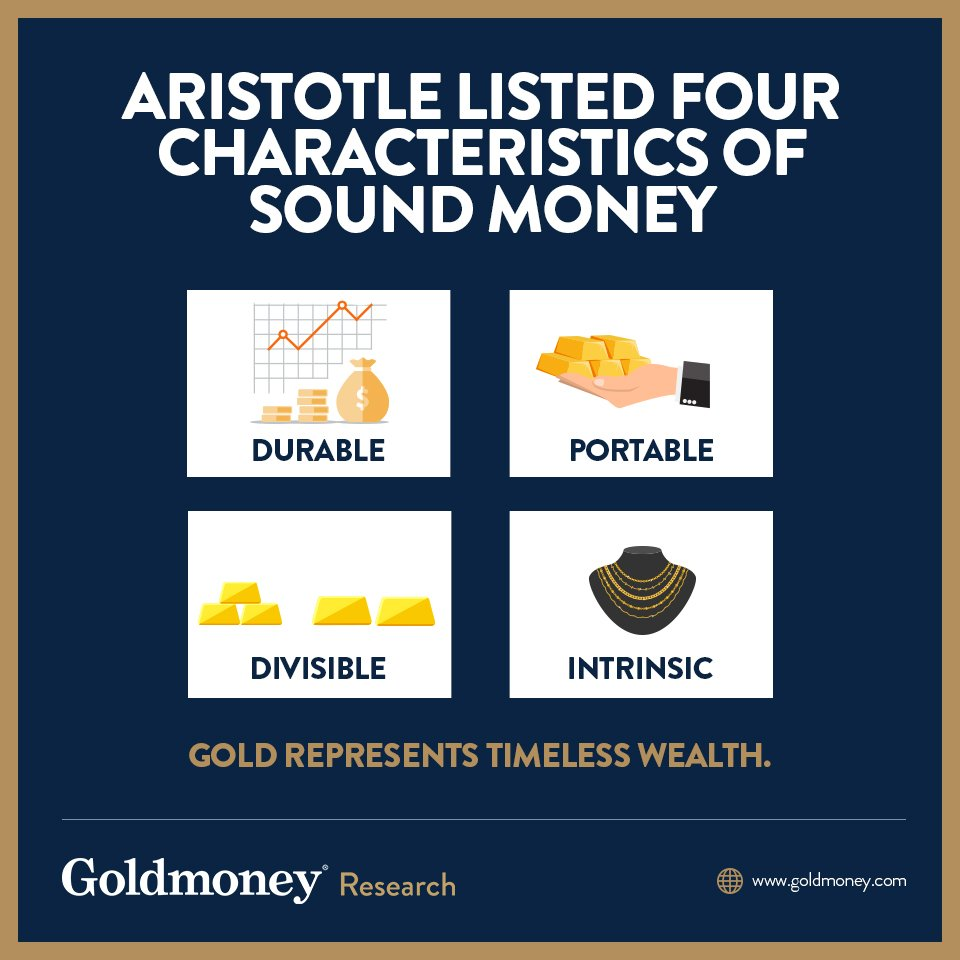 ARISTOTLE LISTED FOUR
CHARACTERISTICS OF
SOUND MONEY
$
DURABLE
PORTABLE
DIVISIBLE
INTRINSIC
GOLD REPRESENTS TIMELESS WEALTH.
Goldmoney® Research
www.goldmoney.com